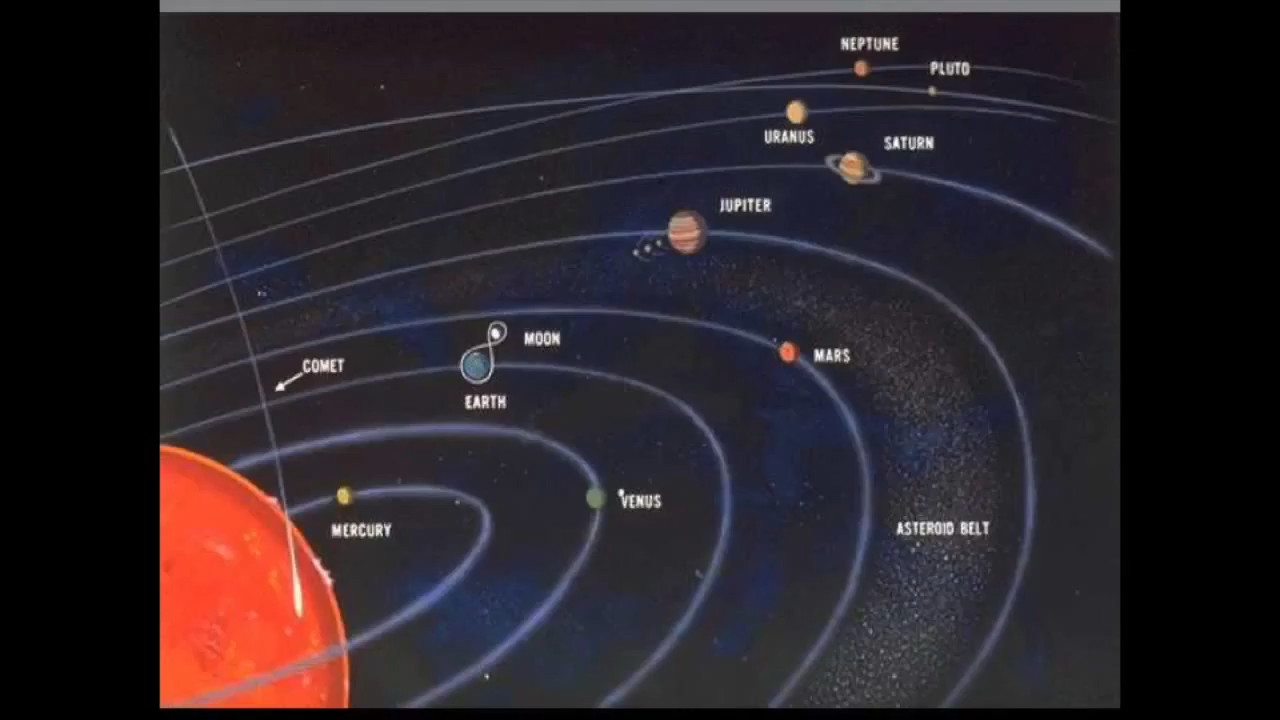 NEPTUNE
PLUTO
URANUS
SATURN
JUPITER
MOON
MARS
COMET
EARTH
VENUS
MERCURY
ASTEROID BELT